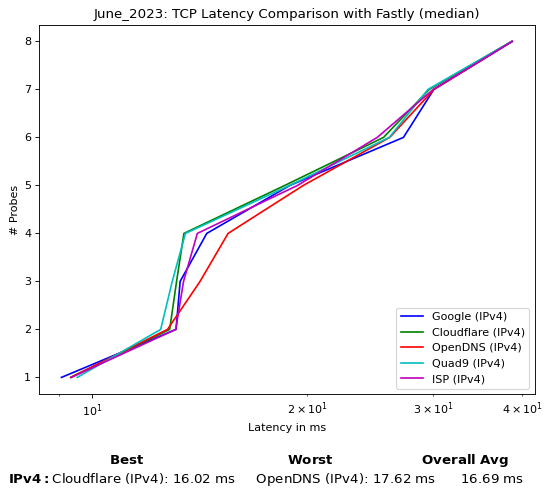 June_2023: TCP Latency Comparison with Fastly (median)
# Probes
8
7
6
5
4
3
2
1
10¹
2 × 10¹
3 × 10¹
4 × 10¹
Latency in ms
Google (IPv4)
Cloudflare (IPv4)
OpenDNS (IPv4)
Quad9 (IPv4)
ISP (IPv4)
Best Worst Overall Avg
IPv4: Cloudflare (IPv4): 16.02 ms OpenDNS (IPv4): 17.62 ms 16.69 ms